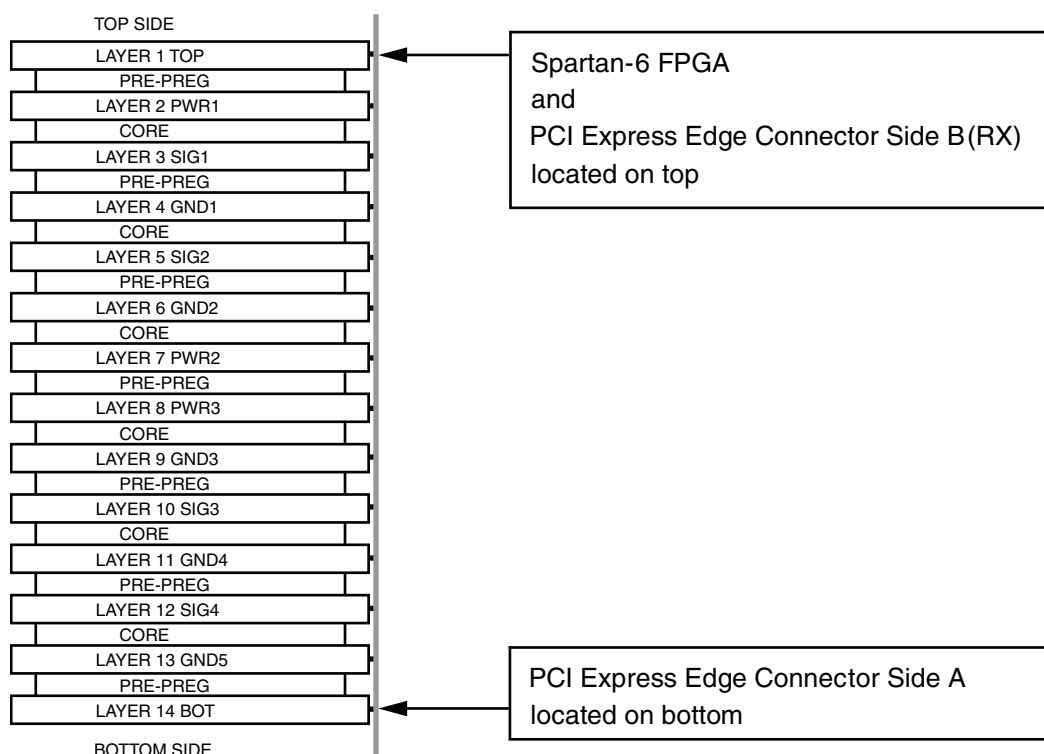 TOP SIDE
LAYER 1 TOP
PRE-PREG
LAYER 2 PWR1
CORE
LAYER 3 SIG1
PRE-PREG
LAYER 4 GND1
CORE
LAYER 5 SIG2
PRE-PREG
LAYER 6 GND2
CORE
LAYER 7 PWR2
PRE-PREG
LAYER 8 PWR3
CORE
LAYER 9 GND3
PRE-PREG
LAYER 10 SIG3
CORE
LAYER 11 GND4
PRE-PREG
LAYER 12 SIG4
CORE
LAYER 13 GND5
PRE-PREG
LAYER 14 BOT
BOTTOM SIDE
Spartan-6 FPGA
and
PCI Express Edge Connector Side B(RX)
located on top
PCI Express Edge Connector Side A
located on bottom